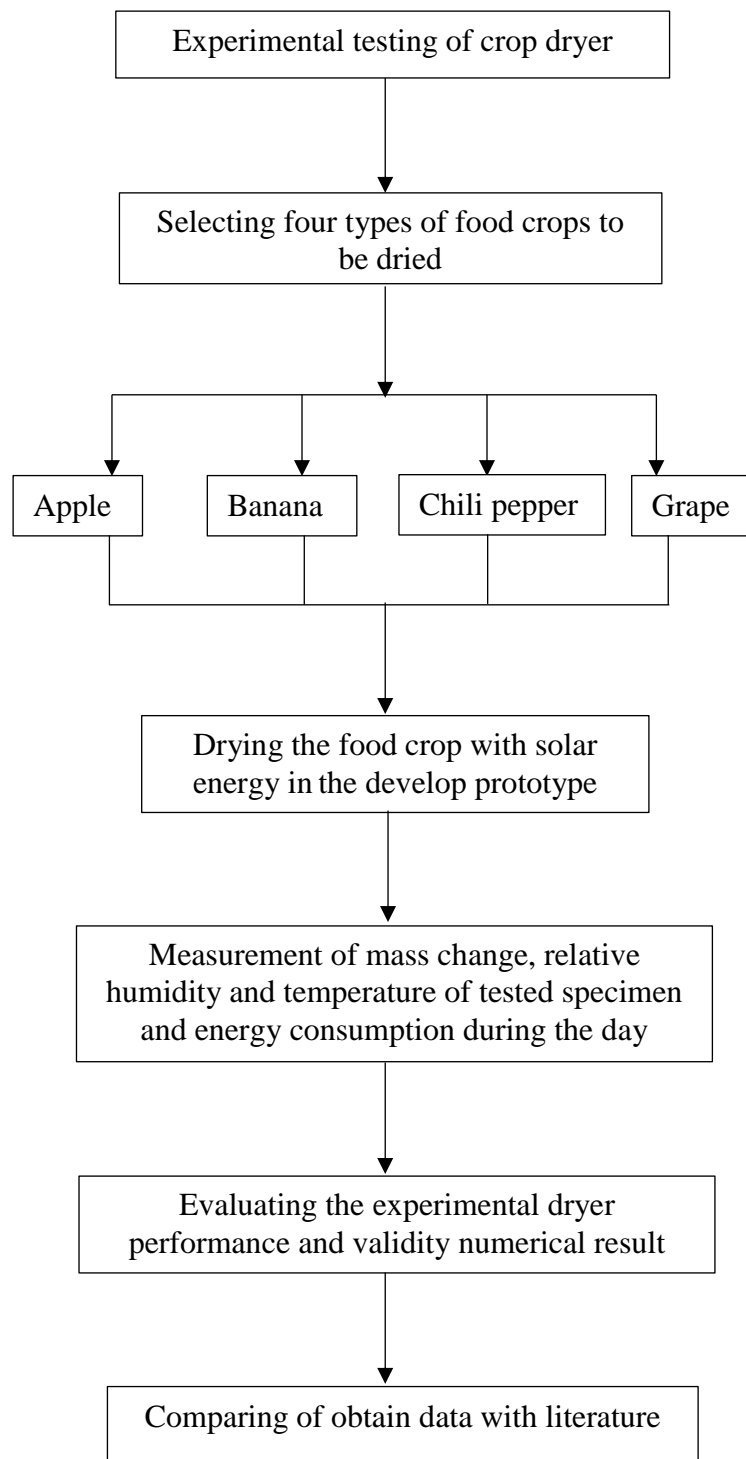 Experimental testing of crop dryer
Selecting four types of food crops to
be dried
Apple
Banana
Chili pepper
Grape
Drying the food crop with solar
energy in the develop prototype
Measurement of mass change, relative
humidity and temperature of tested specimen
and energy consumption during the day
Evaluating the experimental dryer
performance and validity numerical result
Comparing of obtain data with literature